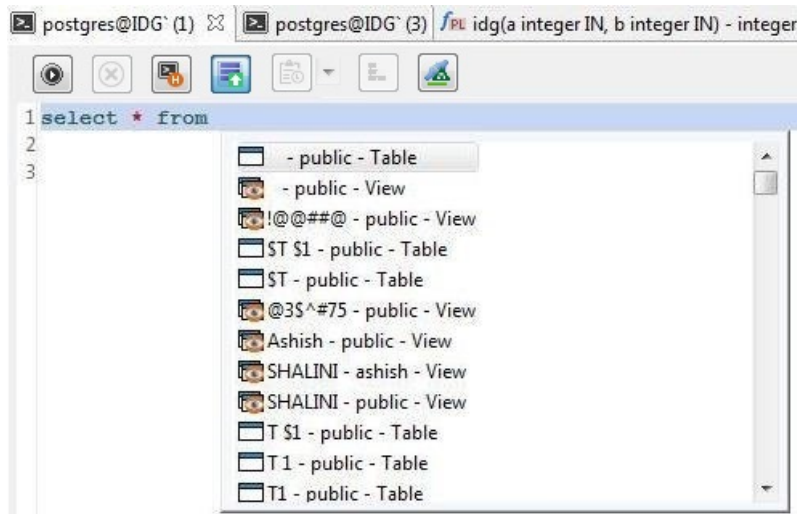 postgres@IDG` (1) postgres@IDG` (3) fPL idg(a integer IN, b integer IN) - integer
1 select * from
2
3
- public - Table
- public - View
!@@##@ - public - View
$T $1 - public - Table
$T - public - Table
@3$^#75 - public - View
Ashish - public - View
SHALINI - ashish - View
SHALINI - public - View
T $1 - public - Table
T 1 - public - Table
T1 - public - Table